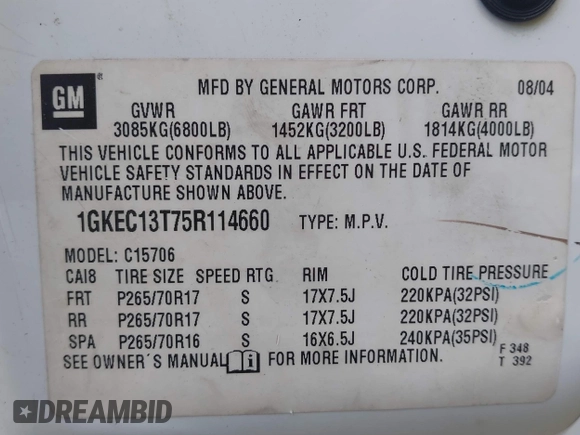 GM ®
MFD BY GENERAL MOTORS CORP. 08/04
GVWR GAWR FRT GAWR RR
3085KG(6800LB) 1452KG(3200LB) 1814KG(4000LB)
THIS VEHICLE CONFORMS TO ALL APPLICABLE U.S. FEDERAL MOTOR
VEHICLE SAFETY STANDARDS IN EFFECT ON THE DATE OF
MANUFACTURE SHOWN ABOVE.
1GKEC13T75R114660 TYPE: M.P.V.
MODEL: C15706
CAI8 TIRE SIZE SPEED RTG. RIM COLD TIRE PRESSURE
FRT P265/70R17 S 17X7.5J 220KPA(32PSI)
RR P265/70R17 S 17X7.5J 220KPA(32PSI)
SPA P265/70R16 S 16X6.5J 240KPA(35PSI)
SEE OWNER´S MANUAL FOR MORE INFORMATION.
F 348
T 392
DREAMBID